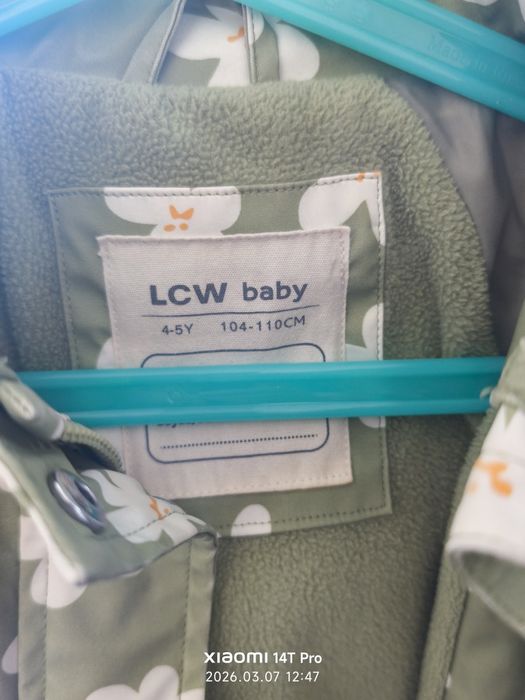 LCW baby
4-5Y 104-110CM
XIAOMI 14T Pro
2026.03.07 12:47